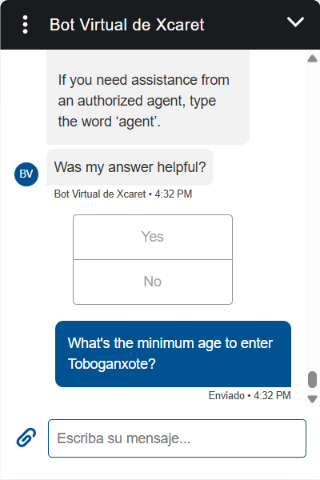 Bot Virtual de Xcaret
If you need assistance from
an authorized agent, type
the word ‘agent’.
BV
Was my answer helpful?
Bot Virtual de Xcaret • 4:32 PM
Yes
No
What's the minimum age to enter
Toboganxote?
Enviado • 4:32 PM
Escriba su mensaje...